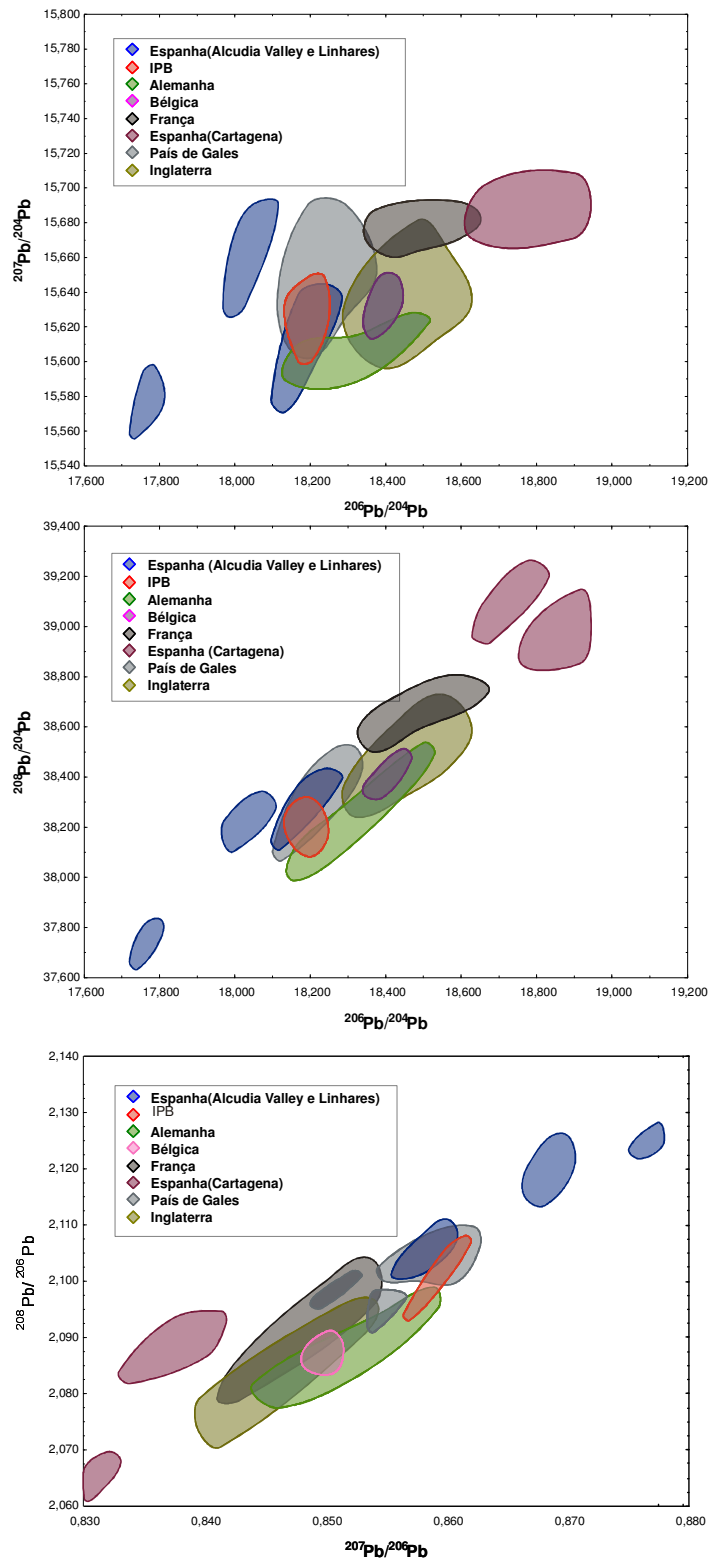 15,800
15,780
15,760
15,740
15,720
15,700
15,680
15,660
15,640
15,620
15,600
15,580
15,560
15,540
207Pb/204Pb
Espanha(Alcudia Valley e Linhares)
IPB
Alemanha
Bélgica
França
Espanha(Cartagena)
País de Gales
Inglaterra
17,600 17,800 18,000 18,200 18,400 18,600 18,800 19,000 19,200
206Pb/204Pb
39,400
39,200
39,000
38,800
38,600
38,400
38,200
38,000
37,800
37,600
208Pb/204Pb
Espanha (Alcudia Valley e Linhares)
IPB
Alemanha
Bélgica
França
Espanha (Cartagena)
País de Gales
Inglaterra
17,600 17,800 18,000 18,200 18,400 18,600 18,800 19,000 19,200
206Pb/204Pb
2,140
2,130
2,120
2,110
2,100
2,090
2,080
2,070
2,060
208Pb/ 206Pb
Espanha(Alcudia Valley e Linhares)
IPB
Alemanha
Bélgica
França
Espanha(Cartagena)
País de Gales
Inglaterra
0,830 0,840 0,850 0,860 0,870 0,880
207Pb/206Pb